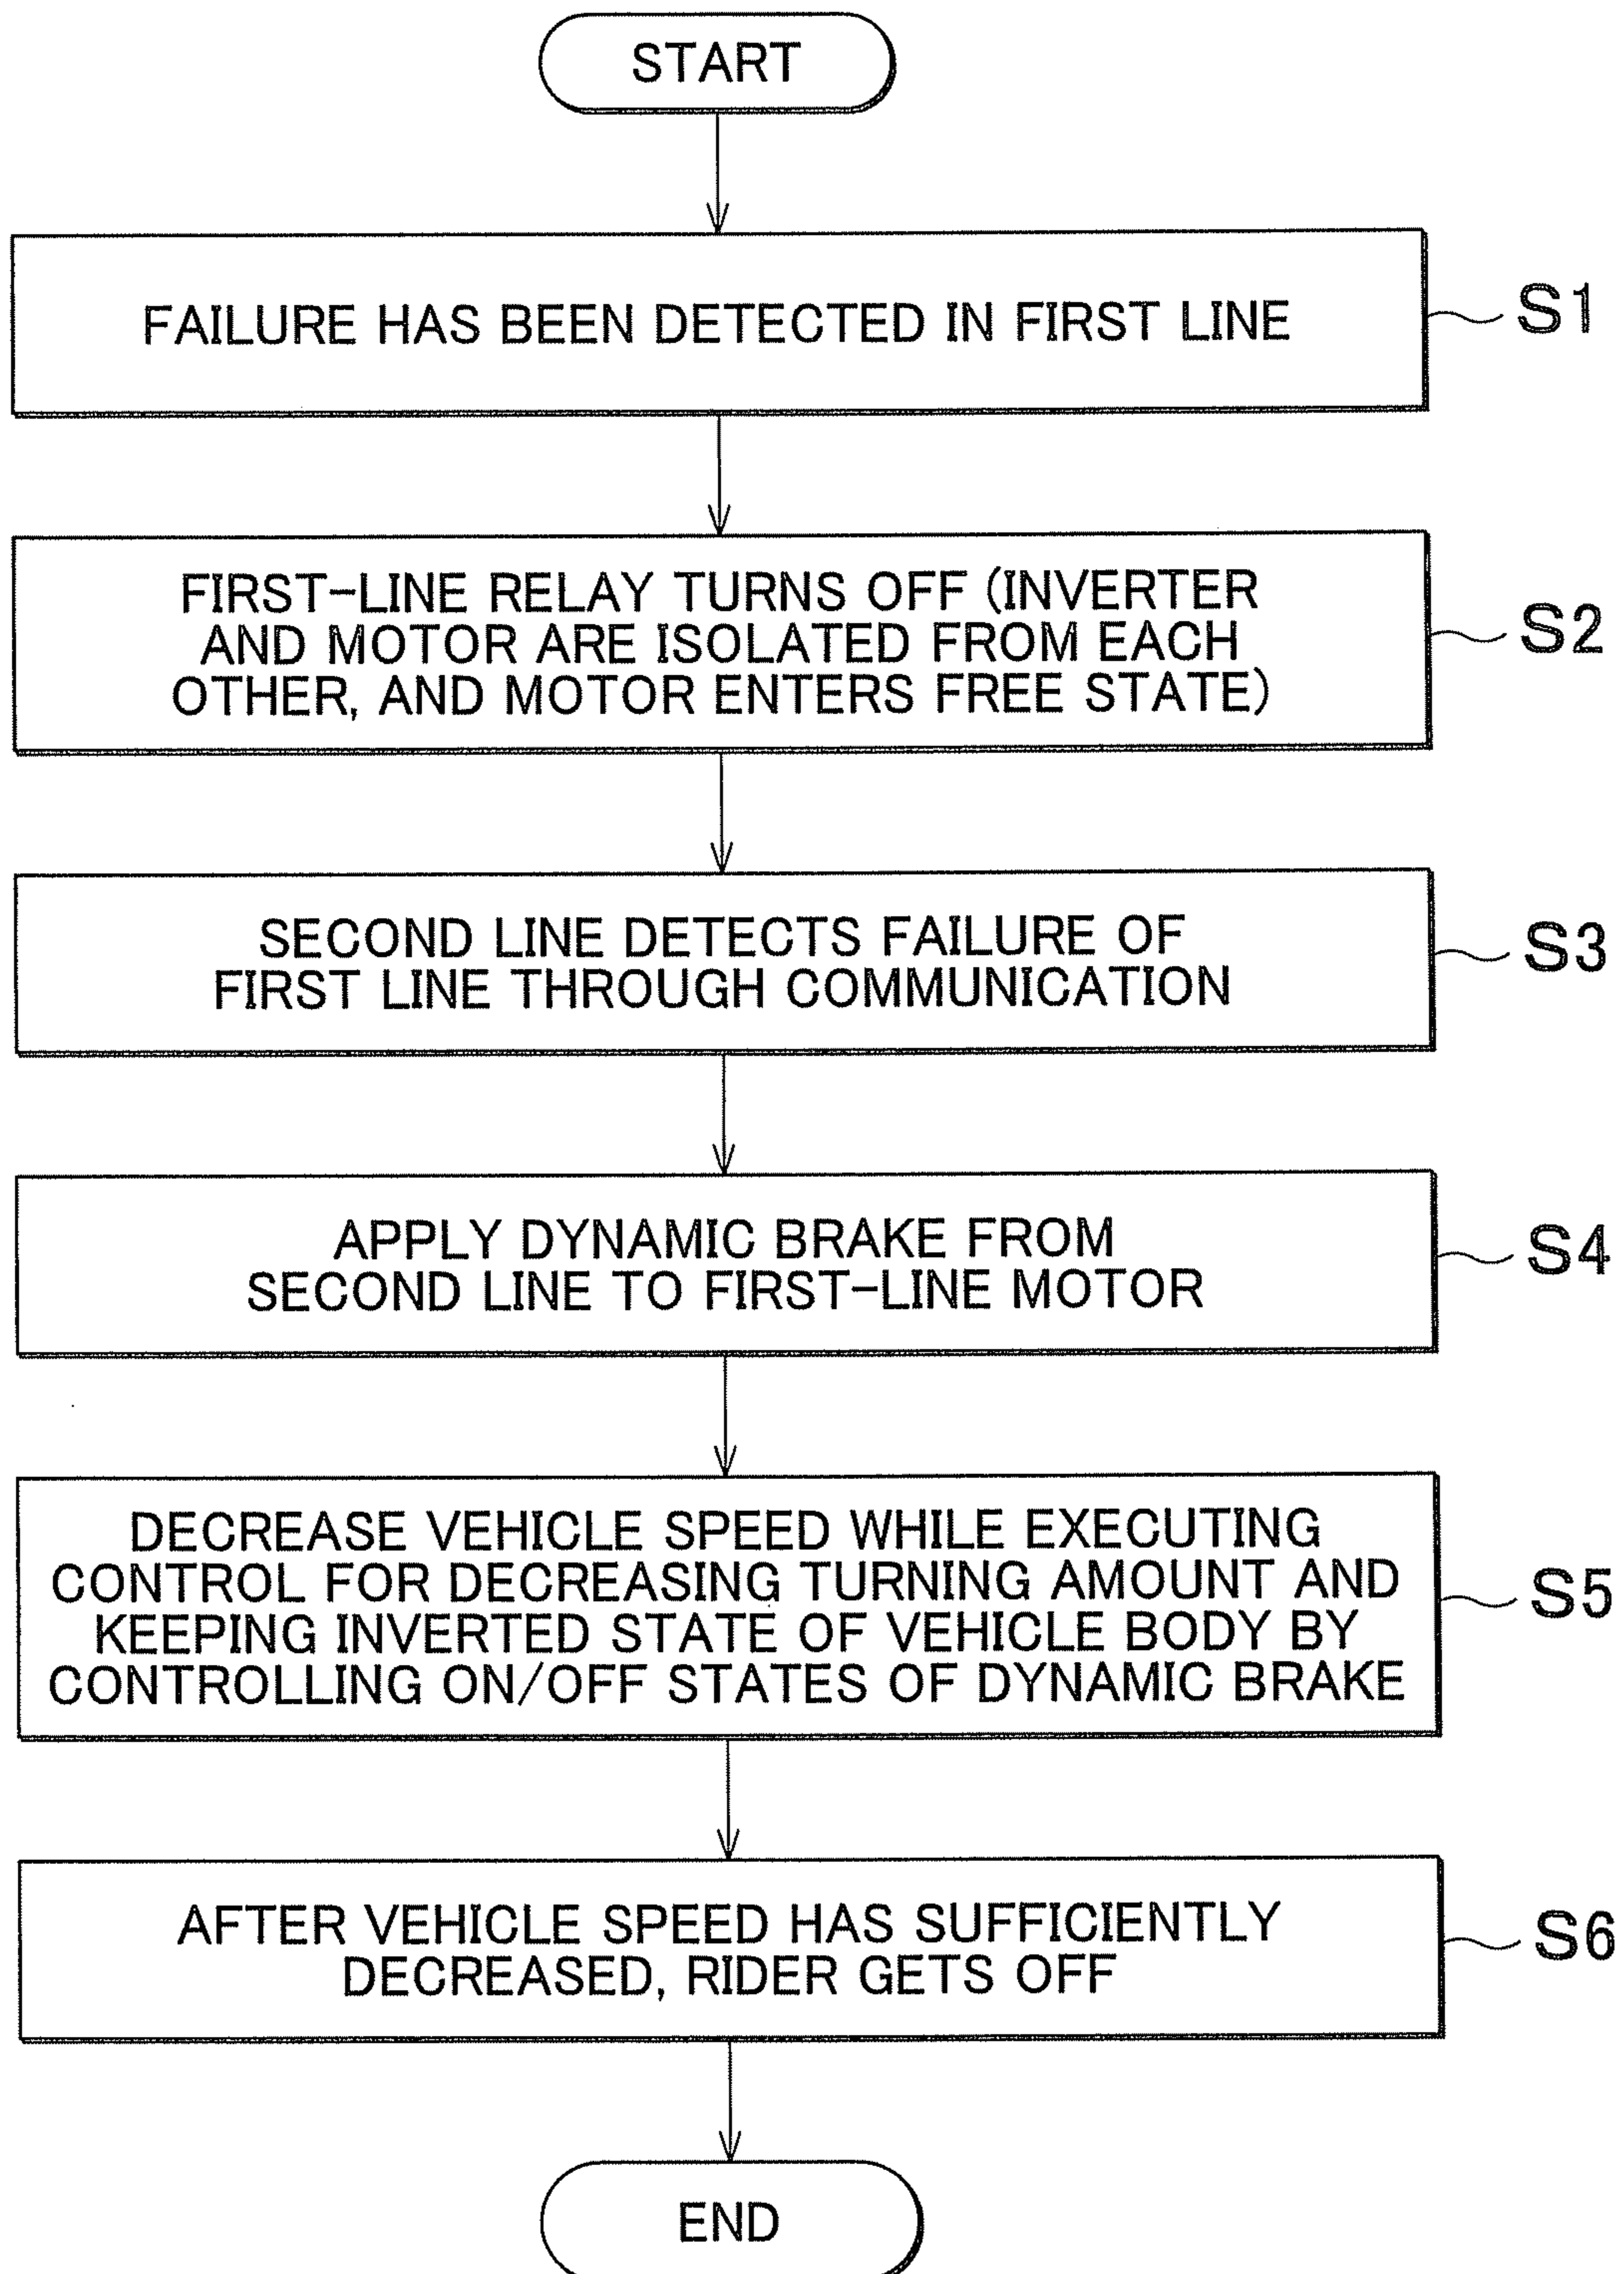 START
FAILURE HAS BEEN DETECTED IN FIRST LINE
S1
FIRST-LINE RELAY TURNS OFF (INVERTER
AND MOTOR ARE ISOLATED FROM EACH
OTHER, AND MOTOR ENTERS FREE STATE)
S2
SECOND LINE DETECTS FAILURE OF
FIRST LINE THROUGH COMMUNICATION
S3
APPLY DYNAMIC BRAKE FROM
SECOND LINE TO FIRST-LINE MOTOR
S4
DECREASE VEHICLE SPEED WHILE EXECUTING
CONTROL FOR DECREASING TURNING AMOUNT AND
KEEPING INVERTED STATE OF VEHICLE BODY BY
CONTROLLING ON/OFF STATES OF DYNAMIC BRAKE
S5
AFTER VEHICLE SPEED HAS SUFFICIENTLY
DECREASED, RIDER GETS OFF
S6
END